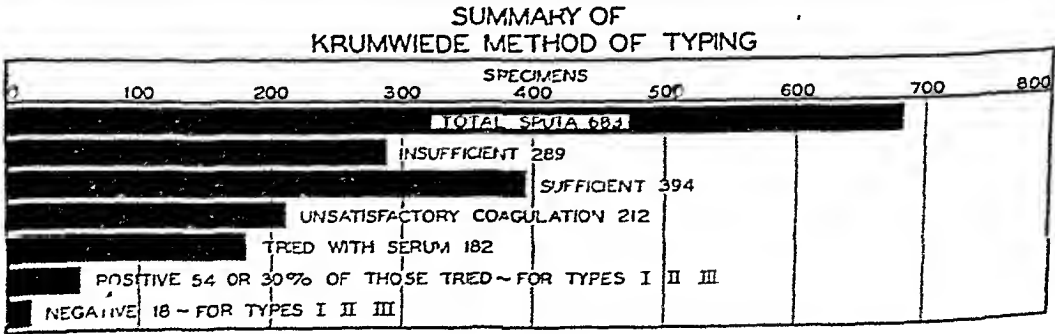 SUMMARY OF
KRUMWIEDE METHOD OF TYPING
SPECIMENS
0 100 200 300 400 500 600 700 800
TOTAL SPUTA 683
INSUFFICIENT 289
SUFFICIENT 394
UNSATISFACTORY COAGULATION 212
TRIED WITH SERUM 182
POSITIVE 54 OR 30% OF THOSE TRIED~FOR TYPES I II III
NEGATIVE 18~FOR TYPES I II III